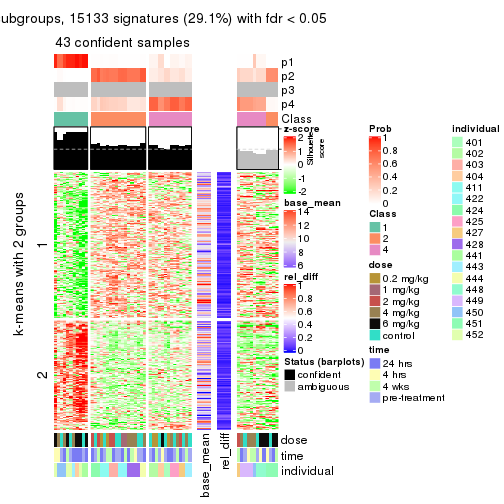 ubgroups, 15133 signatures (29.1%) with fdr < 0.05
43 confident samples
p1
p2
p3
p4
Class
k-means with 2 groups
1
2
Silhouette
score
z-score
2
1
0
-1
-2
base_mean
14
12
10
8
6
rel_diff
1
0.8
0.6
0.4
0.2
0
Status (barplots)
confident
ambiguous
Prob
1
0.8
0.6
0.4
0.2
0
Class
1
2
4
dose
0.2 mg/kg
1 mg/kg
2 mg/kg
4 mg/kg
6 mg/kg
control
time
24 hrs
4 hrs
4 wks
pre-treatment
individual
401
402
403
404
411
422
424
425
427
428
441
443
444
448
449
450
451
452
dose
time
individual
base_mean
rel_diff